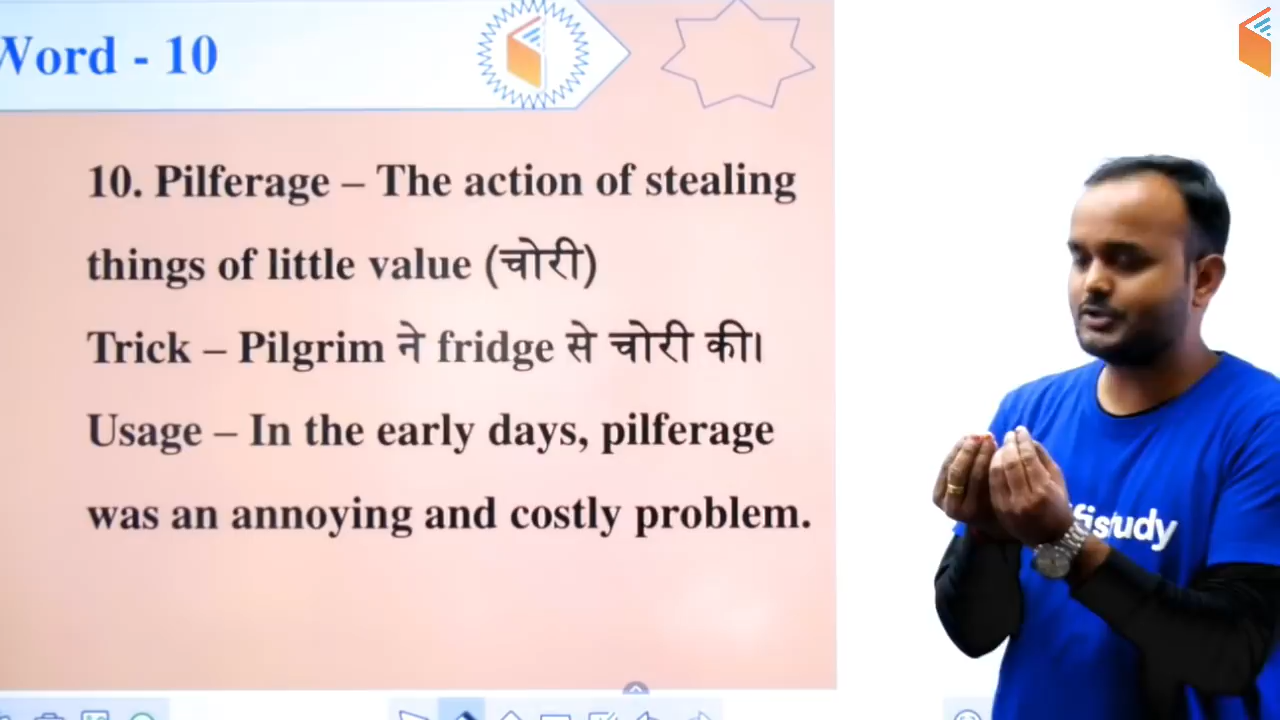 Word - 10
10. Pilferage – The action of stealing
things of little value (चोरी)
Trick – Pilgrim ने fridge से चोरी की।
Usage – In the early days, pilferage
was an annoying and costly problem.
fistudy